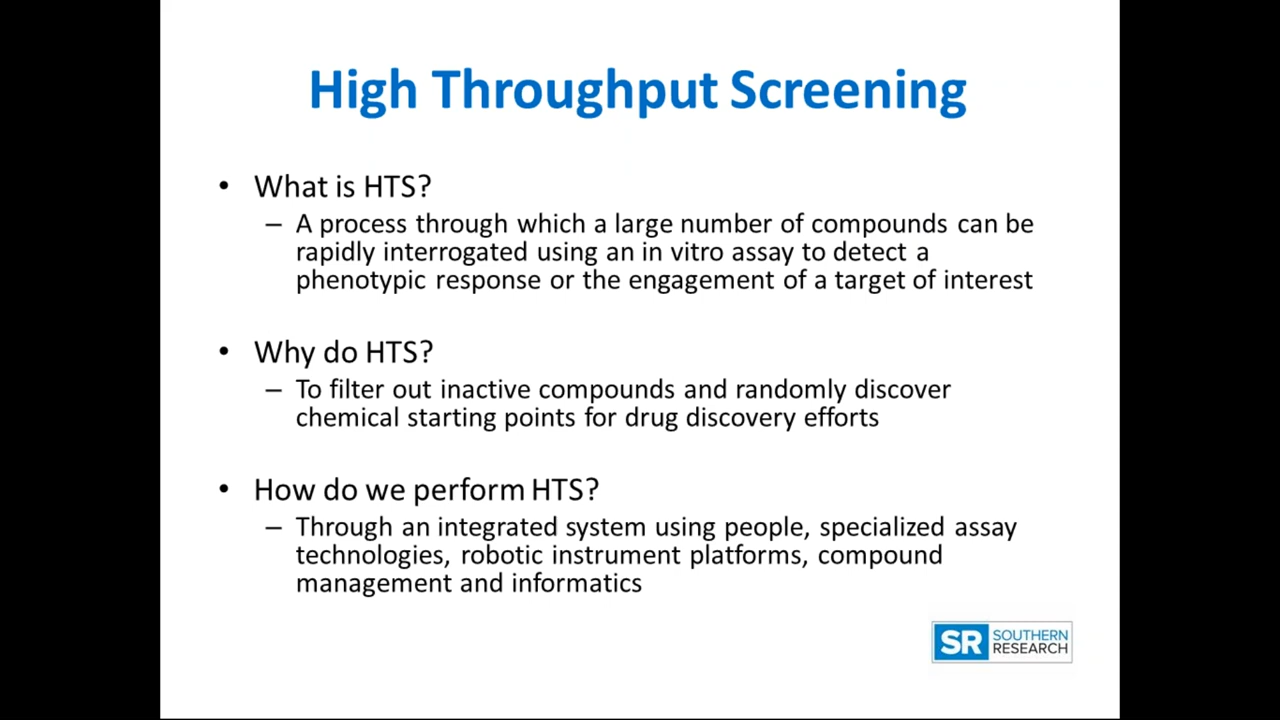 High Throughput Screening
• What is HTS?
– A process through which a large number of compounds can be
rapidly interrogated using an in vitro assay to detect a
phenotypic response or the engagement of a target of interest
• Why do HTS?
– To filter out inactive compounds and randomly discover
chemical starting points for drug discovery efforts
• How do we perform HTS?
– Through an integrated system using people, specialized assay
technologies, robotic instrument platforms, compound
management and informatics
SR SOUTHERN
RESEARCH